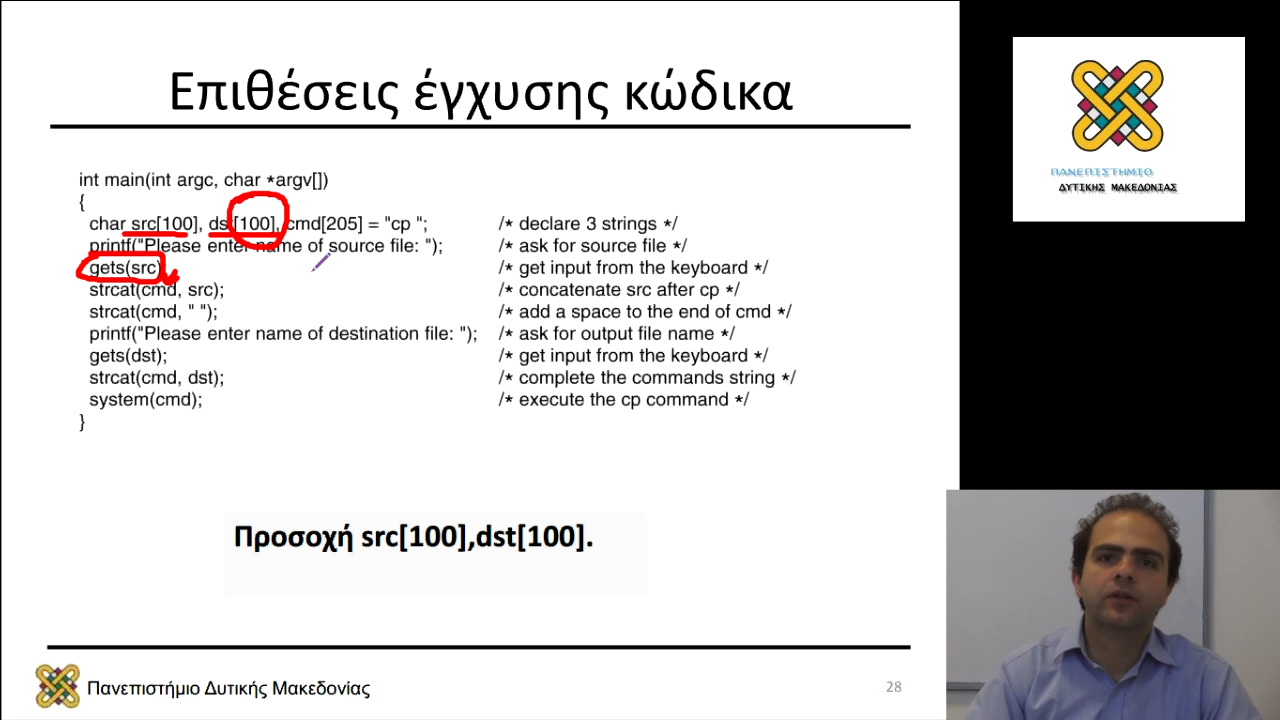 Επιθέσεις έγχυσης κώδικα
ΠΑΝΕΠΙΣΤΗΜΙΟ
ΔΥΤΙΚΗΣ ΜΑΚΕΔΟΝΙΑΣ
int main(int argc, char *argv[])
{
char src[100], dst[100], cmd[205] = "cp "; /* declare 3 strings */
printf("Please enter name of source file: "); /* ask for source file */
gets(src) /* get input from the keyboard */
strcat(cmd, src); /* concatenate src after cp */
strcat(cmd, " "); /* add a space to the end of cmd */
printf("Please enter name of destination file: "); /* ask for output file name */
gets(dst); /* get input from the keyboard */
strcat(cmd, dst); /* complete the commands string */
system(cmd); /* execute the cp command */
}
Προσοχή src[100],dst[100].
Πανεπιστήμιο Δυτικής Μακεδονίας
28